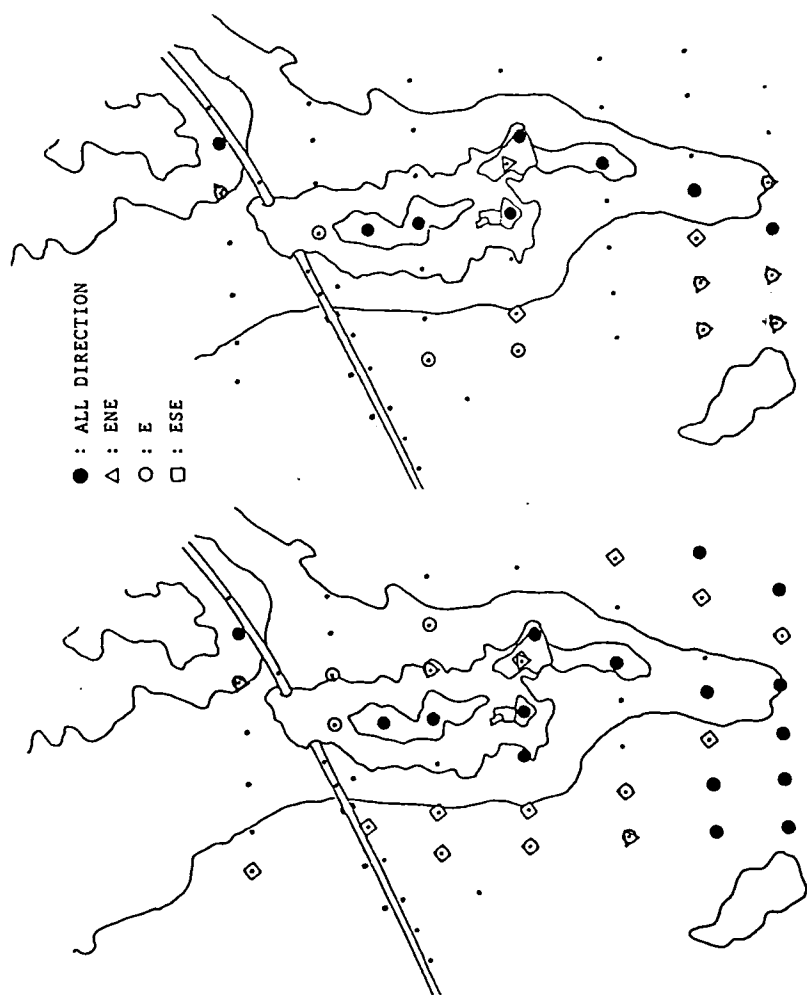 ● : ALL DIRECTION
△ : ENE
○ : E
□ : ESE